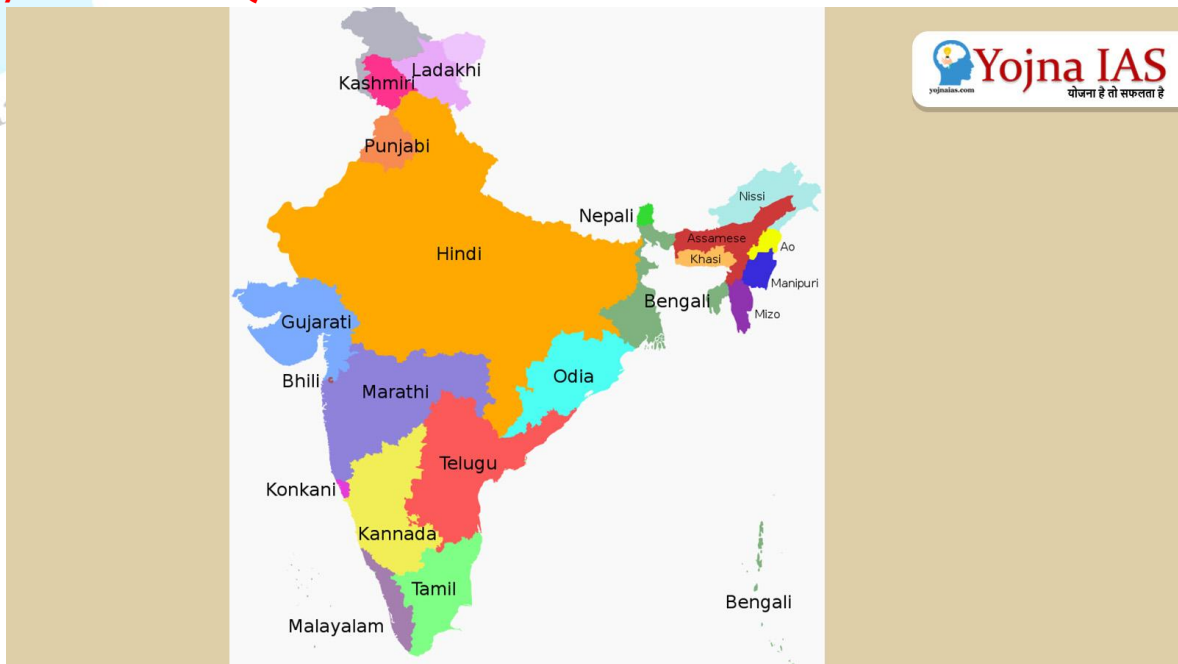 Yojna IAS
yojnaias.com
योजना है तो सफलता है
Ladakhi
Kashmiri
Punjabi
Nepali
Nissi
Assamese
Ao
Khasi
Hindi
Manipuri
Bengali
Mizo
Gujarati
Bhili
Marathi
Odia
Telugu
Konkani
Kannada
Tamil
Bengali
Malayalam